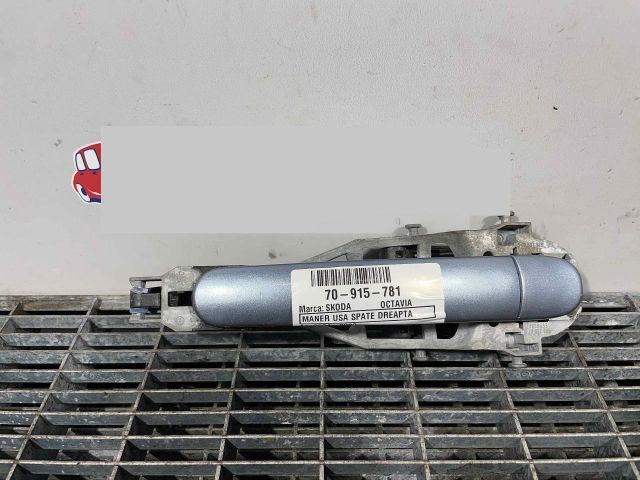 70-915-781
Marca: SKODA OCTAVIA
MANER USA SPATE DREAPTA